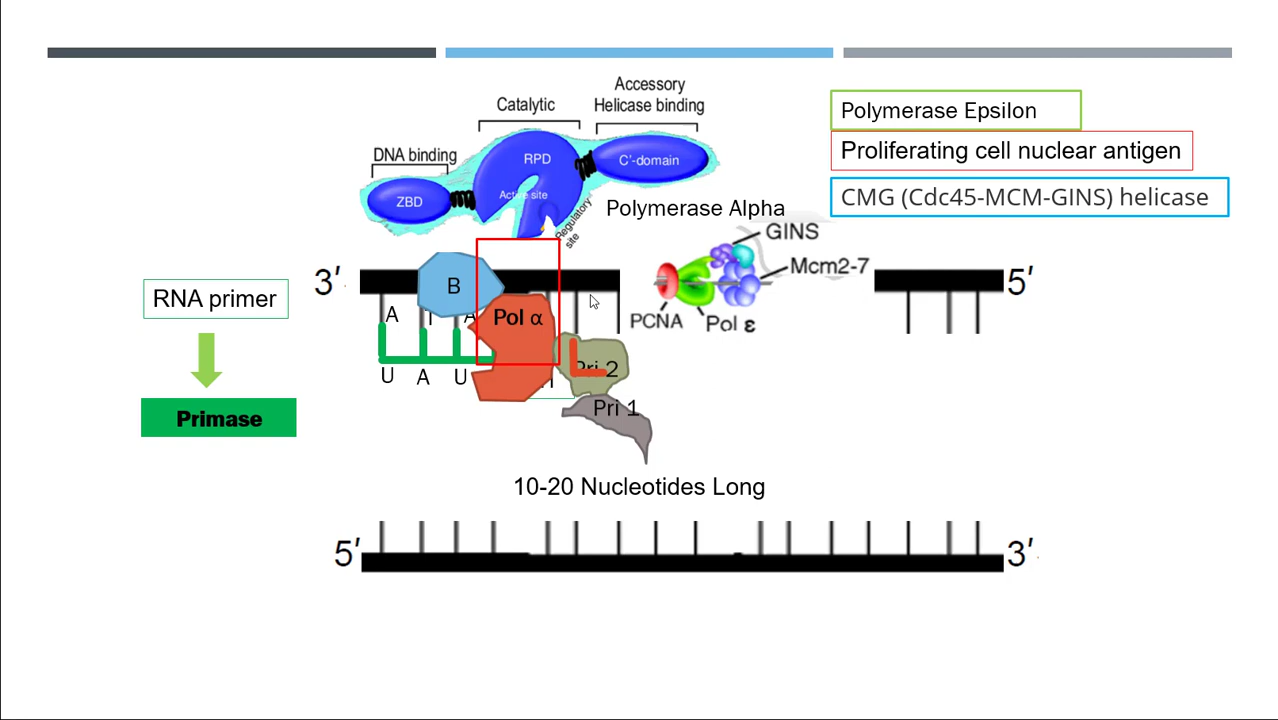 Accessory
Helicase binding
Catalytic
DNA binding
RPD
C'-domain
ZBD
Active site
Regulatory
site
Polymerase Alpha
Polymerase Epsilon
Proliferating cell nuclear antigen
CMG (Cdc45-MCM-GINS) helicase
GINS
Mcm2-7
PCNA
Pol ε
3'
5'
RNA primer
Primase
B
Pol α
A
T
A
U
A
U
Pri 2
Pri 1
10-20 Nucleotides Long
5'
3'